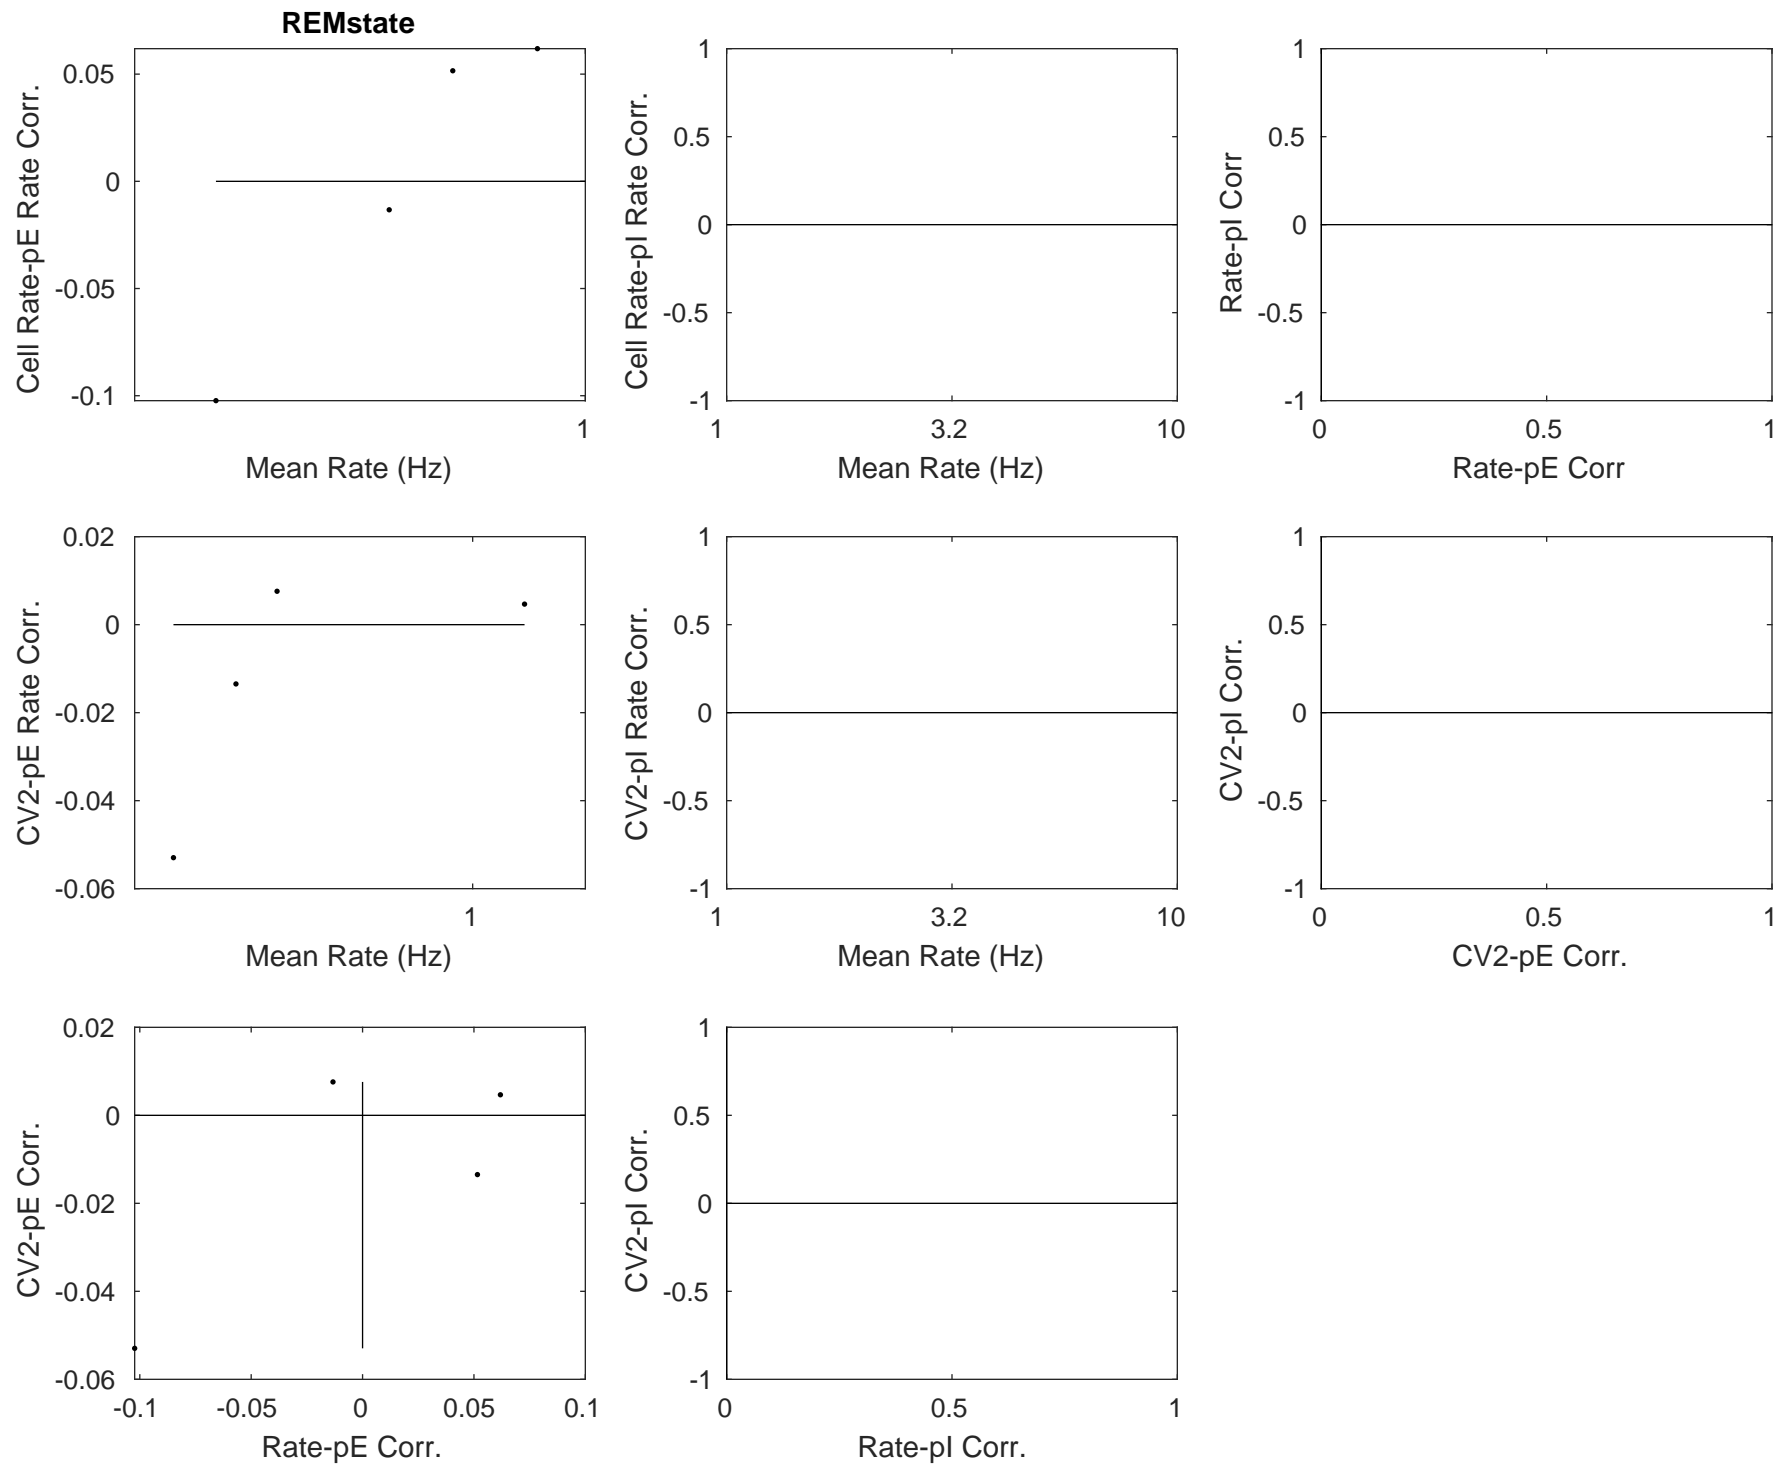 REMstate
0.05
0
-0.05
-0.1
Cell Rate-pE Rate Corr.
1
Mean Rate (Hz)
1
0.5
0
-0.5
-1
Cell Rate-pI Rate Corr.
1 3.2 10
Mean Rate (Hz)
1
0.5
0
-0.5
-1
Rate-pI Corr
0 0.5 1
Rate-pE Corr
0.02
0
-0.02
-0.04
-0.06
CV2-pE Rate Corr.
1
Mean Rate (Hz)
1
0.5
0
-0.5
-1
CV2-pI Rate Corr.
1 3.2 10
Mean Rate (Hz)
1
0.5
0
-0.5
-1
CV2-pI Corr.
0 0.5 1
CV2-pE Corr.
0.02
0
-0.02
-0.04
-0.06
CV2-pE Corr.
-0.1 -0.05 0 0.05 0.1
Rate-pE Corr.
1
0.5
0
-0.5
-1
CV2-pI Corr.
0 0.5 1
Rate-pI Corr.